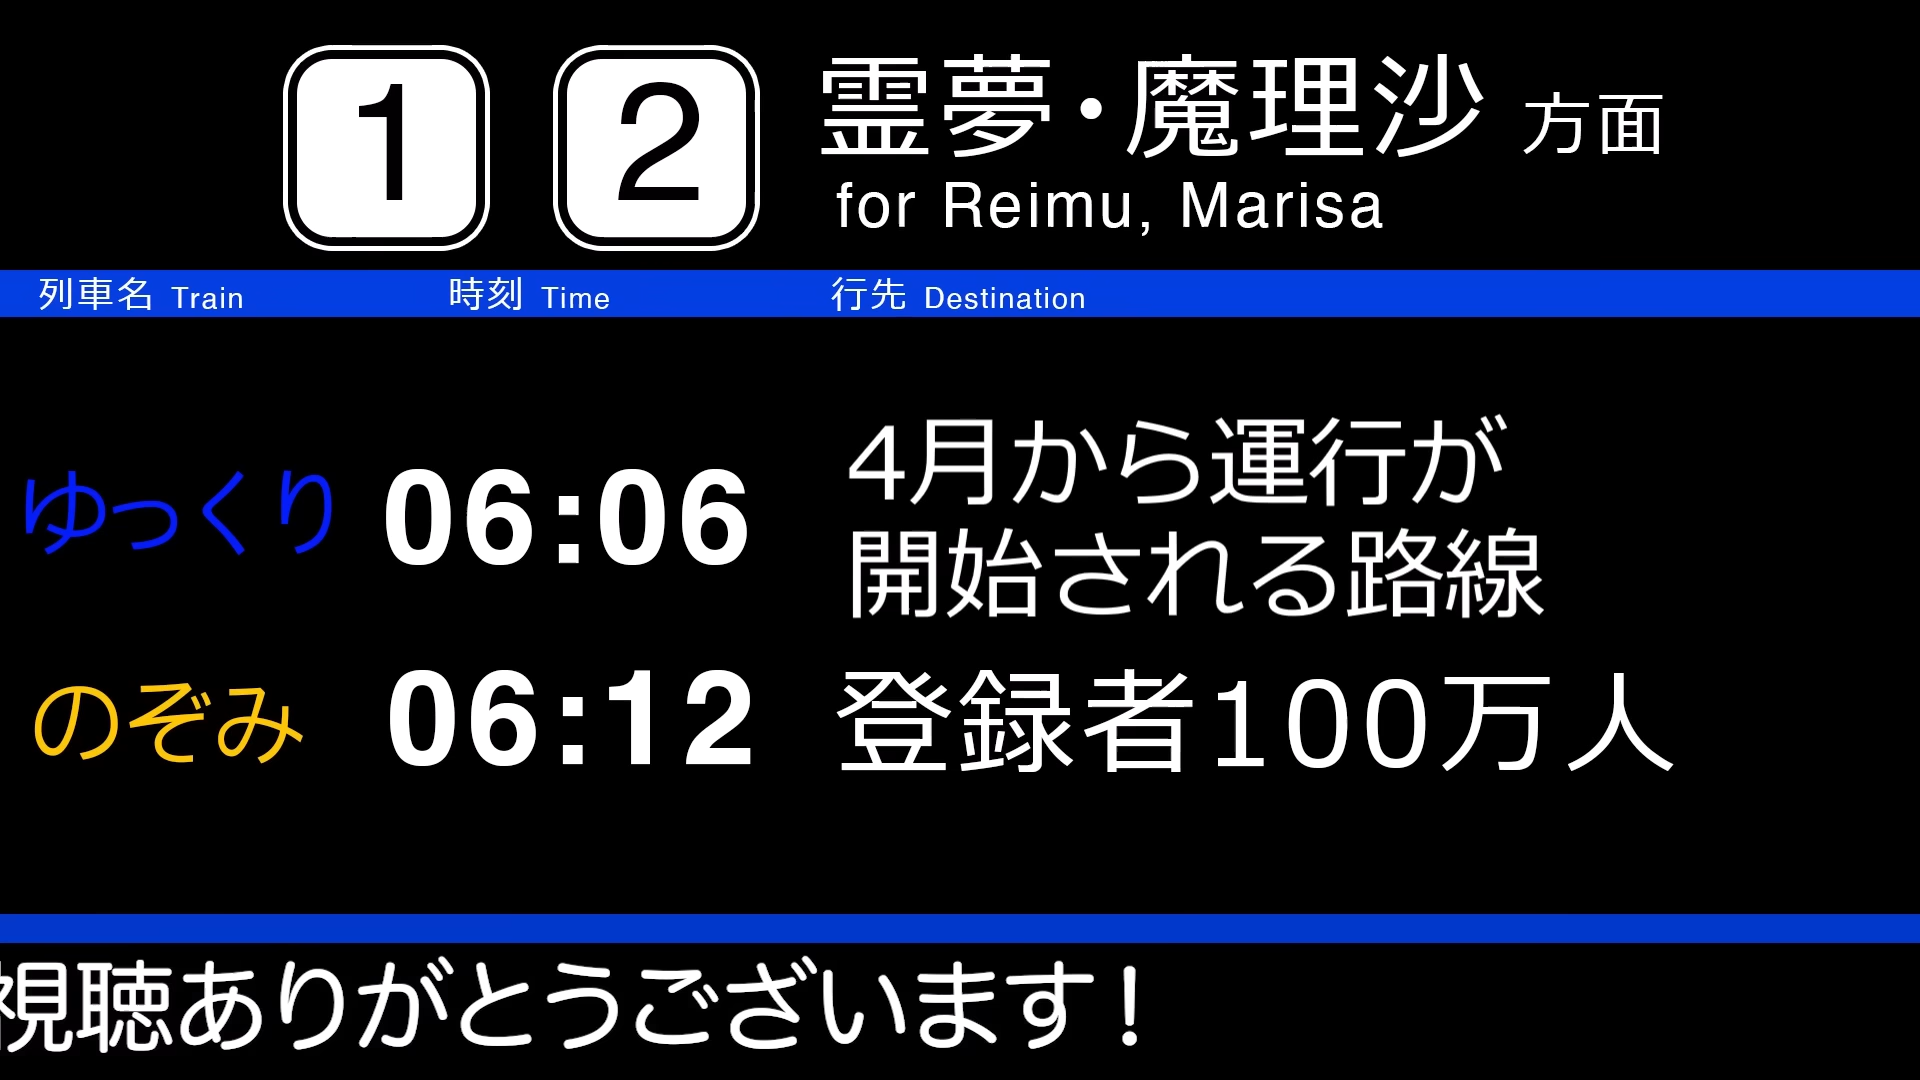 1 2 霊夢・魔理沙 方面
for Reimu, Marisa
列車名 Train 時刻 Time 行先 Destination
ゆっくり 06:06 4月から運行が
開始される路線
のぞみ 06:12 登録者100万人
視聴ありがとうございます！